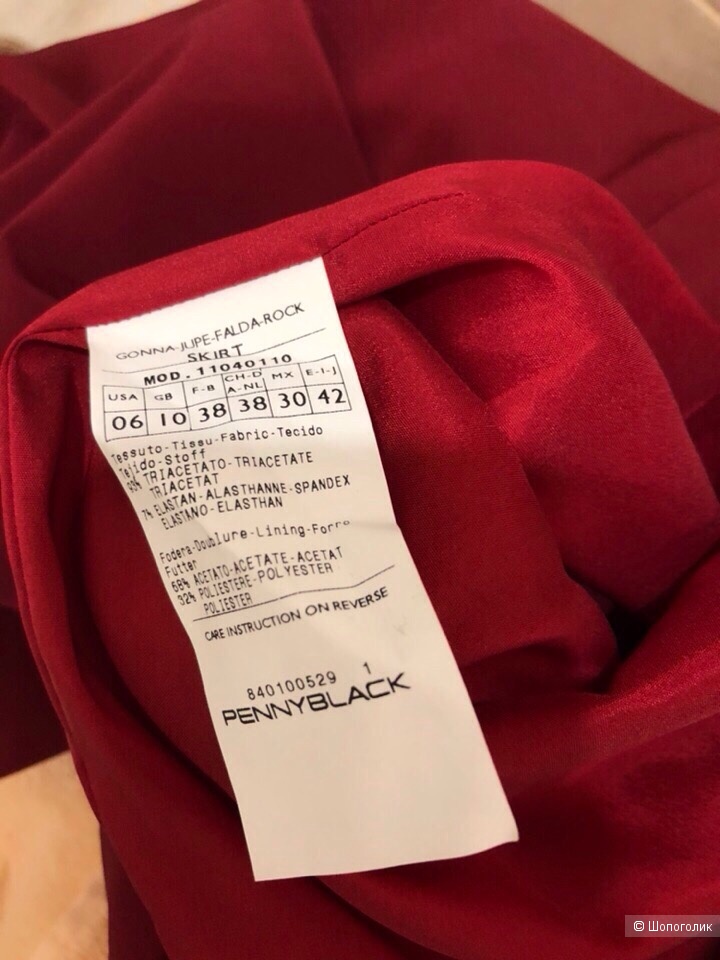 GONNA-JUPE-FALDA-ROCK
SKIRT
MOD. 11040110
USA GB F-B CH-D A-NL MX E-I-J
06 10 38 38 30 42
Tessuto-Tissu-Fabric-Tecido
Tejido-Stoff
93% TRIACETATO-TRIACETATE
TRIACETAT
7% ELASTAN-ALASTHANNE-SPANDEX
ELASTANO-ELASTHAN
Fodera-Doublure-Lining-Forro
Futter
68% ACETATO-ACETATE-ACETAT
32% POLIESTERE-POLYESTER
POLIESTER
CARE INSTRUCTION ON REVERSE
840100529 1
PENNYBLACK
© Шопоголик